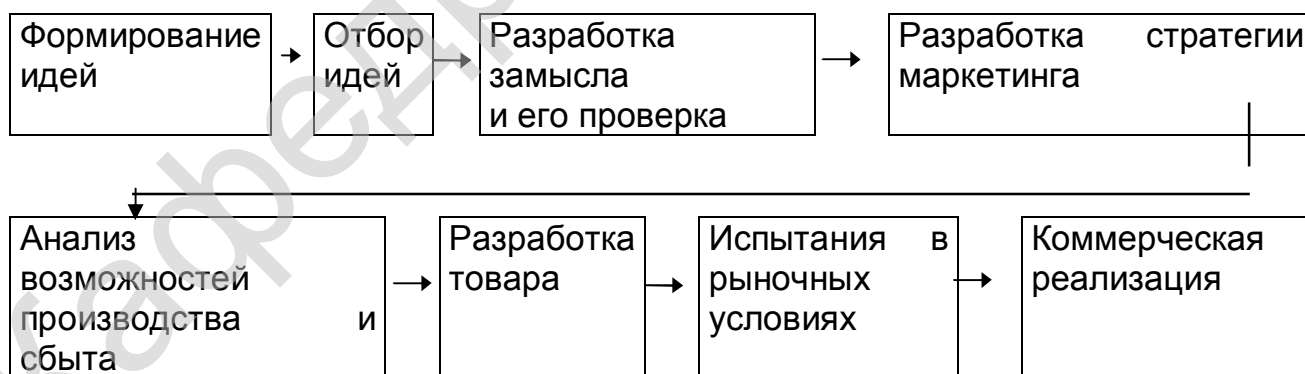 Формирование
идей
Отбор
идей
Разработка
замысла
и его проверка
Разработка стратегии
маркетинга
Анализ
возможностей
производства и
сбыта
Разработка
товара
Испытания в
рыночных
условиях
Коммерческая
реализация